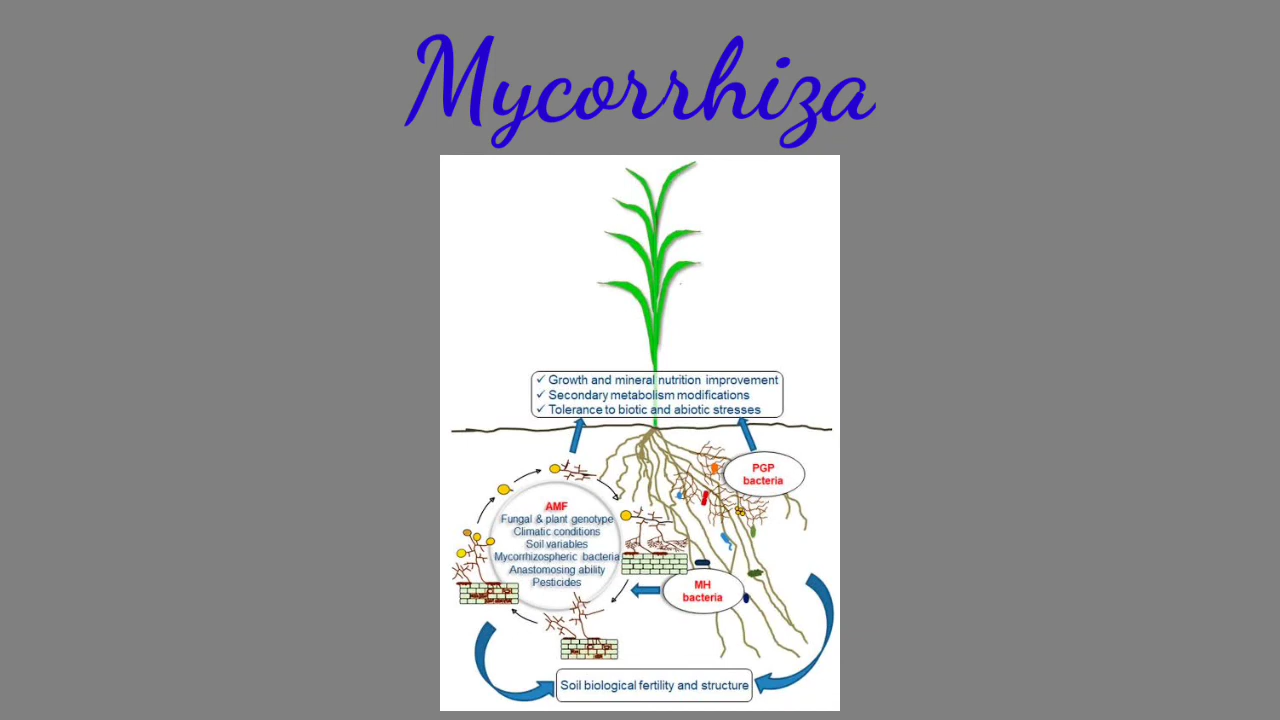 Mycorrhiza
✓ Growth and mineral nutrition improvement
✓ Secondary metabolism modifications
✓ Tolerance to biotic and abiotic stresses
PGP
bacteria
AMF
Fungal & plant genotype
Climatic conditions
Soil variables
Mycorrhizospheric bacteria
Anastomosing ability
Pesticides
MH
bacteria
Soil biological fertility and structure